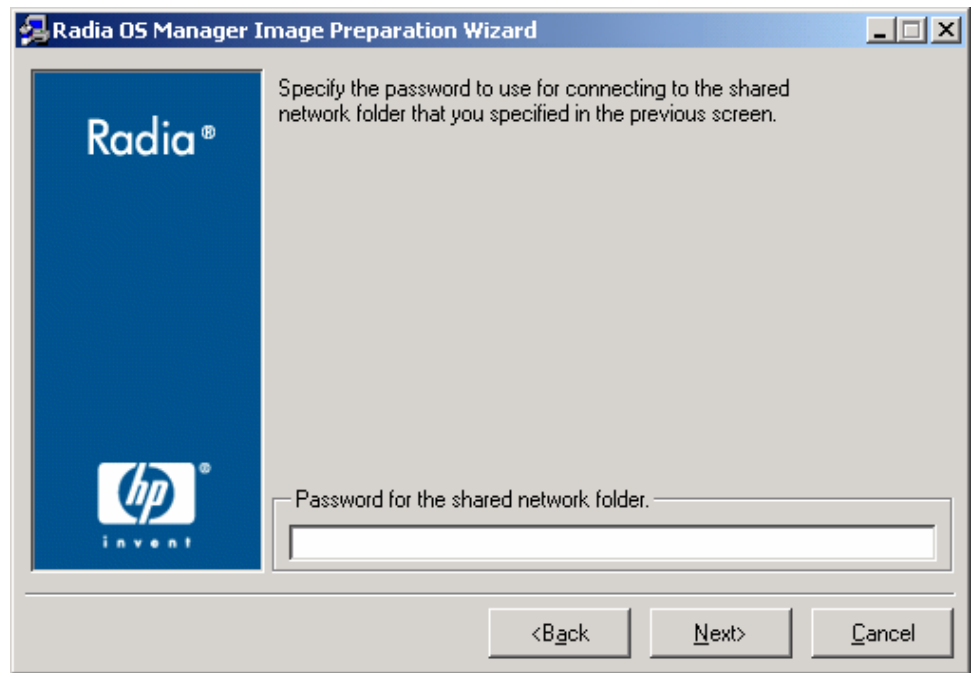 Radia OS Manager Image Preparation Wizard
Radia®
Specify the password to use for connecting to the shared
network folder that you specified in the previous screen.
hp®
invent
Password for the shared network folder.
<Back
Next>
Cancel